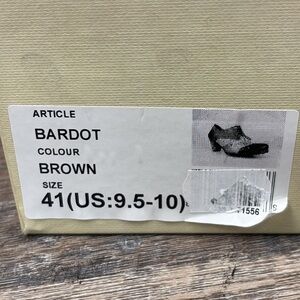 ARTICLE
BARDOT
COLOUR
BROWN
SIZE
41(US:9.5-10)
1556